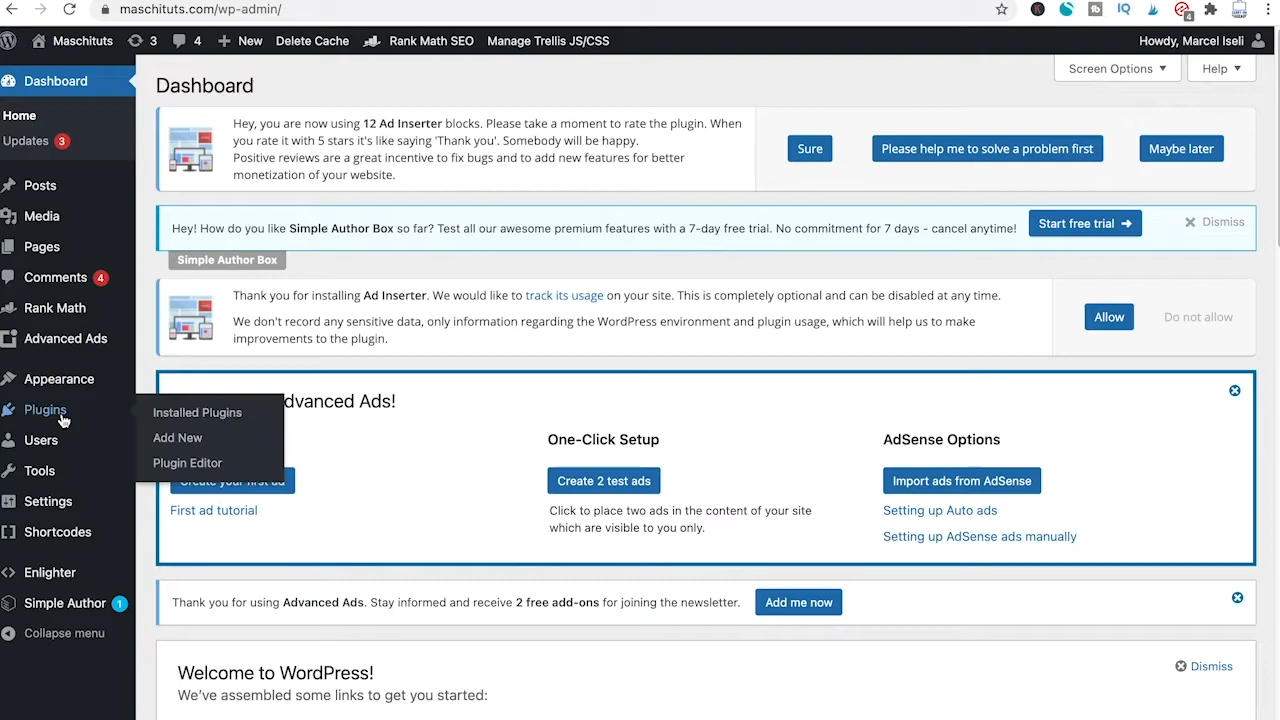 maschituts.com/wp-admin/
Maschituts 3 4 New Delete Cache Rank Math SEO Manage Trellis JS/CSS Howdy, Marcel Iseli
Screen Options Help
Dashboard
Home
Updates 3
Posts
Media
Pages
Comments 4
Rank Math
Advanced Ads
Appearance
Plugins
Users
Tools
Settings
Shortcodes
Enlighter
Simple Author 1
Collapse menu
Installed Plugins
Add New
Plugin Editor
Dashboard
Hey, you are now using 12 Ad Inserter blocks. Please take a moment to rate the plugin. When
you rate it with 5 stars it's like saying 'Thank you'. Somebody will be happy.
Positive reviews are a great incentive to fix bugs and to add new features for better
monetization of your website.
Sure Please help me to solve a problem first Maybe later
Hey! How do you like Simple Author Box so far? Test all our awesome premium features with a 7-day free trial. No commitment for 7 days - cancel anytime! Start free trial Dismiss
Simple Author Box
Thank you for installing Ad Inserter. We would like to track its usage on your site. This is completely optional and can be disabled at any time.
We don't record any sensitive data, only information regarding the WordPress environment and plugin usage, which will help us to make
improvements to the plugin.
Allow Do not allow
dvanced Ads!
Create your first ad
First ad tutorial
One-Click Setup
Create 2 test ads
Click to place two ads in the content of your site
which are visible to you only.
AdSense Options
Import ads from AdSense
Setting up Auto ads
Setting up AdSense ads manually
Thank you for using Advanced Ads. Stay informed and receive 2 free add-ons for joining the newsletter. Add me now
Welcome to WordPress!
We've assembled some links to get you started:
Dismiss